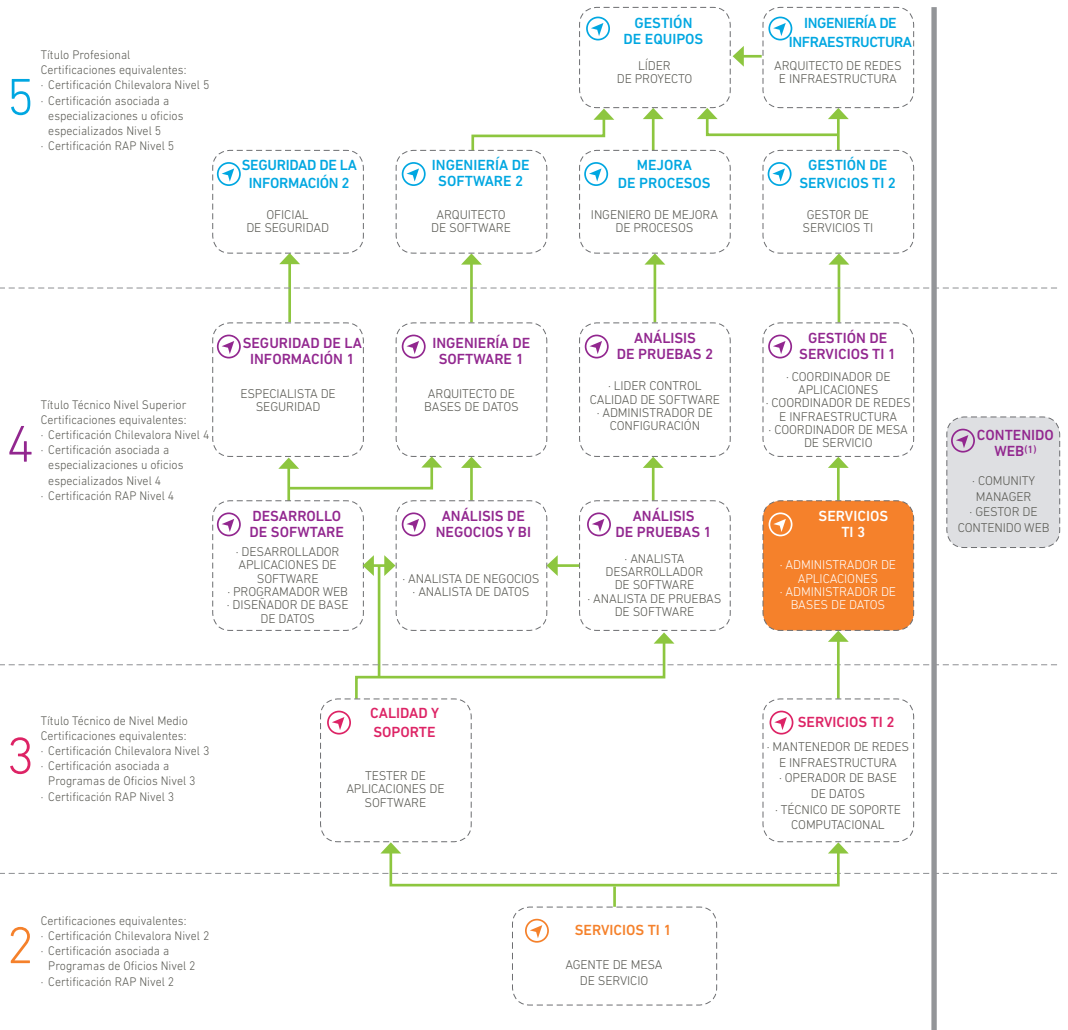 5
Título Profesional
Certificaciones equivalentes:
· Certificación Chilevalora Nivel 5
· Certificación asociada a
especializaciones u oficios
especializados Nivel 5
· Certificación RAP Nivel 5
GESTIÓN
DE EQUIPOS
LÍDER
DE PROYECTO
INGENIERÍA DE
INFRAESTRUCTURA
ARQUITECTO DE REDES
E INFRAESTRUCTURA
SEGURIDAD DE LA
INFORMACIÓN 2
OFICIAL
DE SEGURIDAD
INGENIERÍA DE
SOFTWARE 2
ARQUITECTO
DE SOFTWARE
MEJORA
DE PROCESOS
INGENIERO DE MEJORA
DE PROCESOS
GESTIÓN DE
SERVICIOS TI 2
GESTOR DE
SERVICIOS TI
4
Título Técnico Nivel Superior
Certificaciones equivalentes:
· Certificación Chilevalora Nivel 4
· Certificación asociada a
especializaciones u oficios
especializados Nivel 4
· Certificación RAP Nivel 4
SEGURIDAD DE LA
INFORMACIÓN 1
ESPECIALISTA DE
SEGURIDAD
INGENIERÍA DE
SOFTWARE 1
ARQUITECTO DE
BASES DE DATOS
ANÁLISIS
DE PRUEBAS 2
· LIDER CONTROL
CALIDAD DE SOFTWARE
· ADMINISTRADOR DE
CONFIGURACIÓN
GESTIÓN DE
SERVICIOS TI 1
· COORDINADOR DE
APLICACIONES
· COORDINADOR DE REDES
E INFRAESTRUCTURA
· COORDINADOR DE MESA
DE SERVICIO
CONTENIDO
WEB(1)
· COMUNITY
MANAGER
· GESTOR DE
CONTENIDO WEB
DESARROLLO
DE SOFWTARE
· DESARROLLADOR
APLICACIONES DE
SOFTWARE
· PROGRAMADOR WEB
· DISEÑADOR DE BASE
DE DATOS
ANÁLISIS DE
NEGOCIOS Y BI
· ANALISTA DE NEGOCIOS
· ANALISTA DE DATOS
ANÁLISIS
DE PRUEBAS 1
· ANALISTA
DESARROLLADOR
DE SOFTWARE
· ANALISTA DE PRUEBAS
DE SOFTWARE
SERVICIOS
TI 3
· ADMINISTRADOR DE
APLICACIONES
· ADMINISTRADOR DE
BASES DE DATOS
3
Título Técnico de Nivel Medio
Certificaciones equivalentes:
· Certificación Chilevalora Nivel 3
· Certificación asociada a
Programas de Oficios Nivel 3
· Certificación RAP Nivel 3
CALIDAD Y
SOPORTE
TESTER DE
APLICACIONES DE
SOFTWARE
SERVICIOS TI 2
· MANTENEDOR DE REDES
E INFRAESTRUCTURA
· OPERADOR DE BASE
DE DATOS
· TÉCNICO DE SOPORTE
COMPUTACIONAL
2
Certificaciones equivalentes:
· Certificación Chilevalora Nivel 2
· Certificación asociada a
Programas de Oficios Nivel 2
· Certificación RAP Nivel 2
SERVICIOS TI 1
AGENTE DE MESA
DE SERVICIO